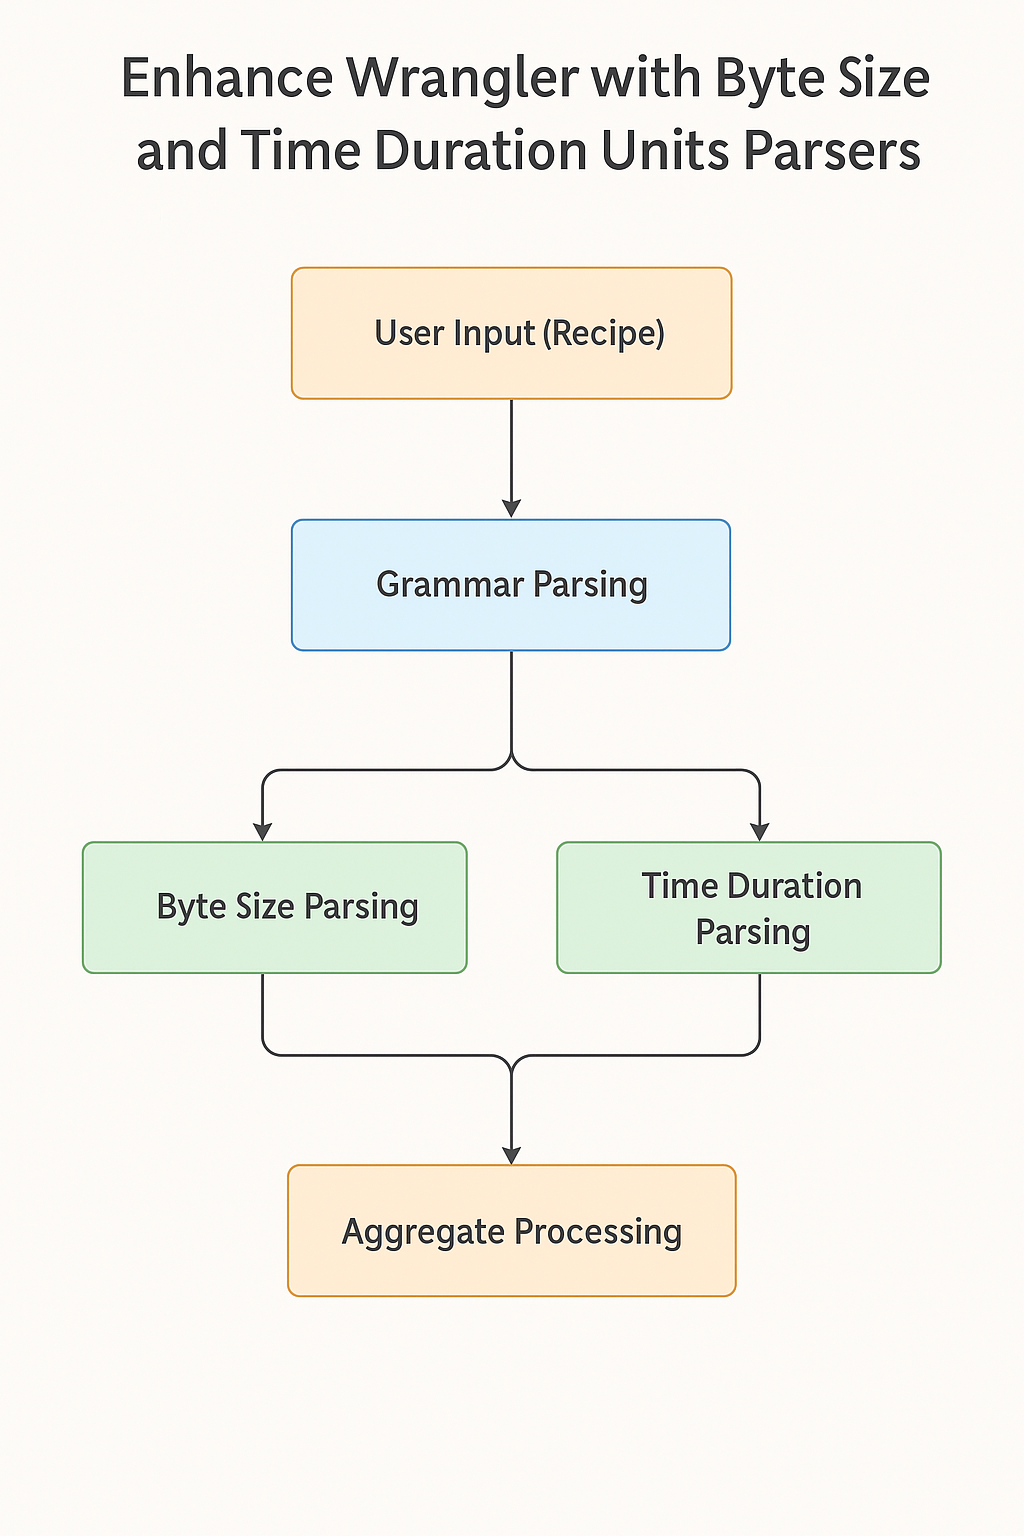 Enhance Wrangler with Byte Size
and Time Duration Units Parsers
User Input (Recipe)
Grammar Parsing
Byte Size Parsing
Time Duration
Parsing
Aggregate Processing